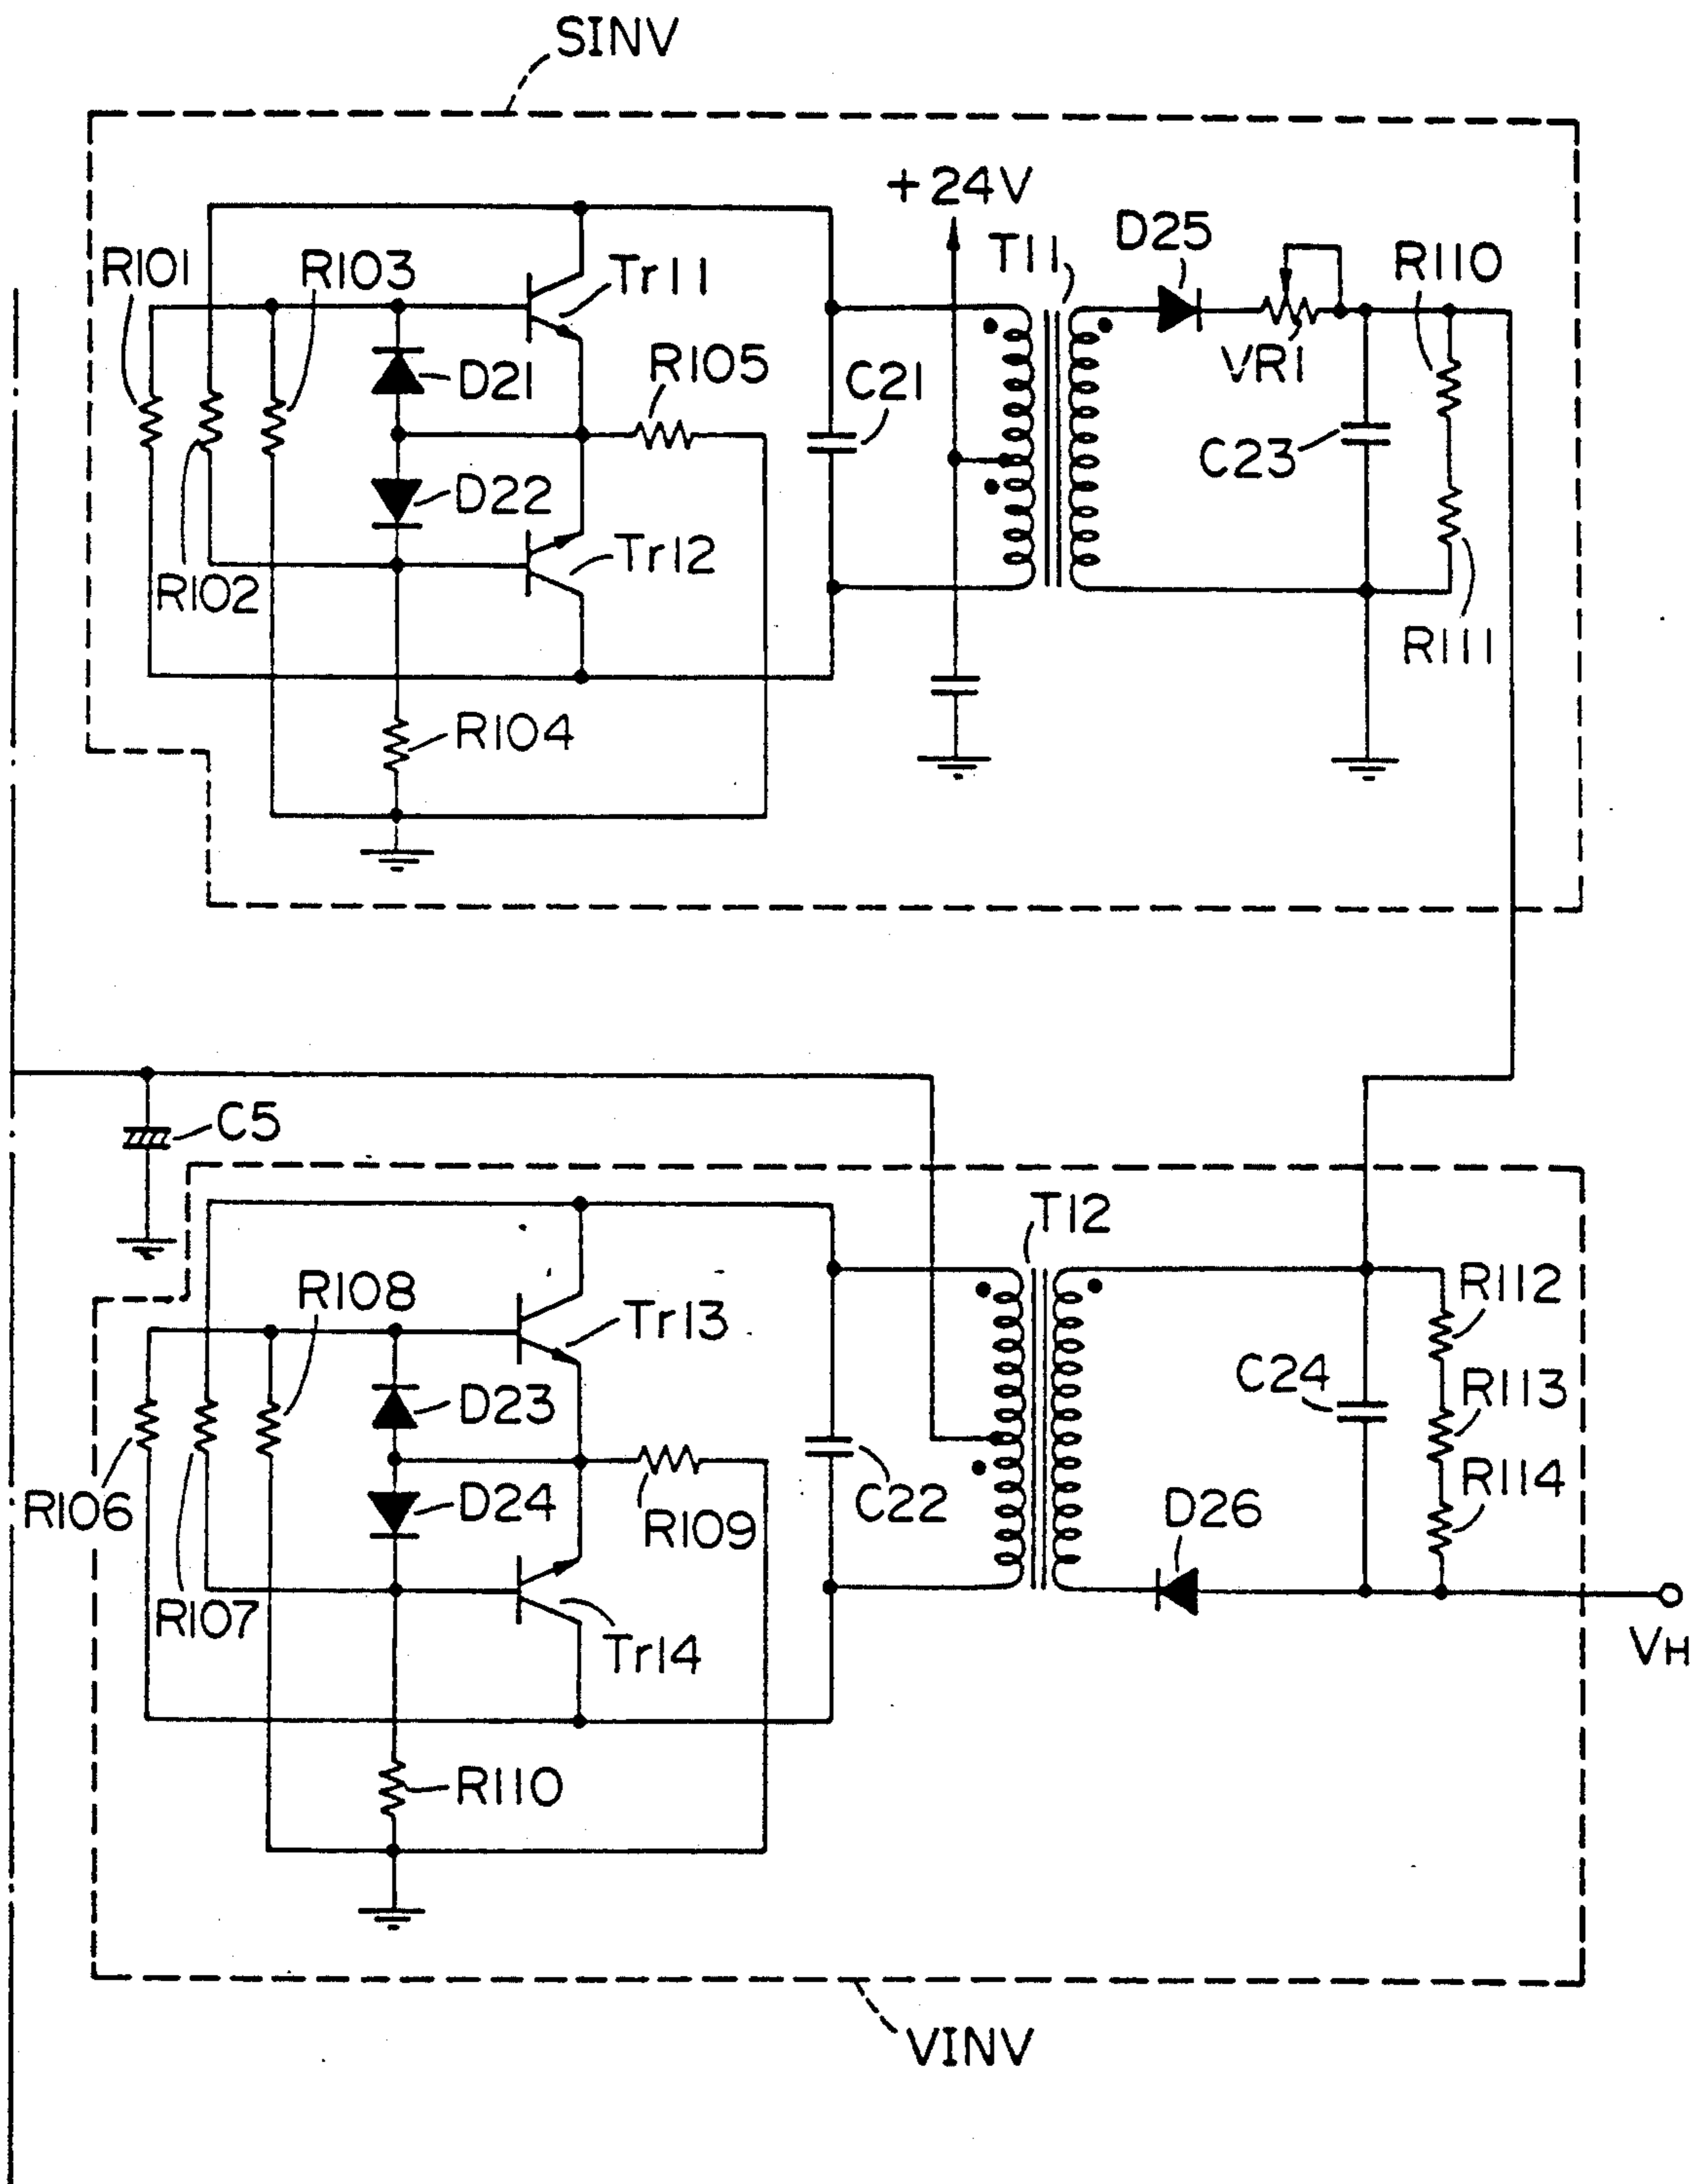 SINV
+24V
R101
R103
Tr11
T11
D25
R110
D21
R105
C21
VR1
C23
D22
R102
Tr12
R111
R104
C5
T12
R108
Tr13
R112
D23
C24
R113
R106
D24
R109
C22
D26
R114
R107
Tr14
VH
R110
VINV